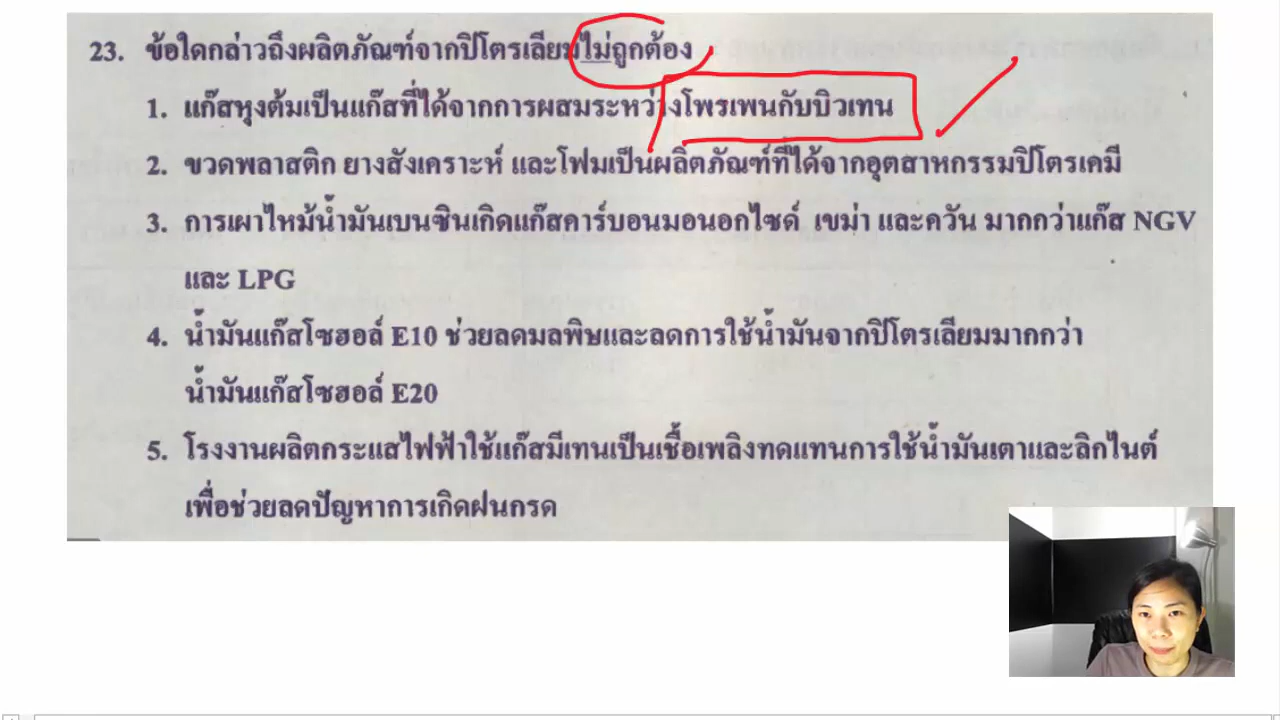 23. ข้อใดกล่าวถึงผลิตภัณฑ์จากปิโตรเลียมไม่ถูกต้อง
1. แก๊สหุงต้มเป็นแก๊สที่ได้จากการผสมระหว่างโพรเพนกับบิวเทน
2. ขวดพลาสติก ยางสังเคราะห์ และโฟมเป็นผลิตภัณฑ์ที่ได้จากอุตสาหกรรมปิโตรเคมี
3. การเผาไหม้น้ำมันเบนซินเกิดแก๊สคาร์บอนมอนอกไซด์ เขม่า และควัน มากกว่าแก๊ส NGV
และ LPG
4. น้ำมันแก๊สโซฮอล์ E10 ช่วยลดมลพิษและลดการใช้น้ำมันจากปิโตรเลียมมากกว่า
น้ำมันแก๊สโซฮอล์ E20
5. โรงงานผลิตกระแสไฟฟ้าใช้แก๊สมีเทนเป็นเชื้อเพลิงทดแทนการใช้น้ำมันเตาและลิกไนต์
เพื่อช่วยลดปัญหาการเกิดฝนกรด